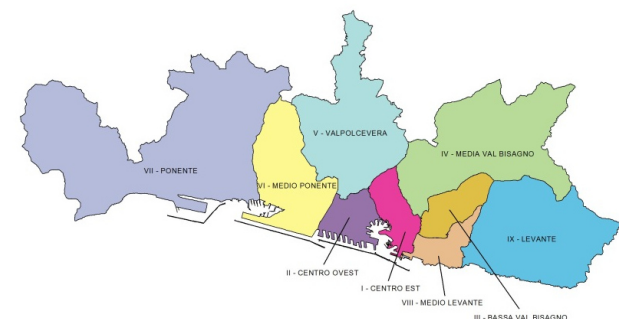 V - VALPOLCEVERA
IV - MEDIA VAL BISAGNO
VII - PONENTE
VI - MEDIO PONENTE
IX - LEVANTE
II - CENTRO OVEST
I - CENTRO EST
VIII - MEDIO LEVANTE
III - BASSA VAL BISAGNO